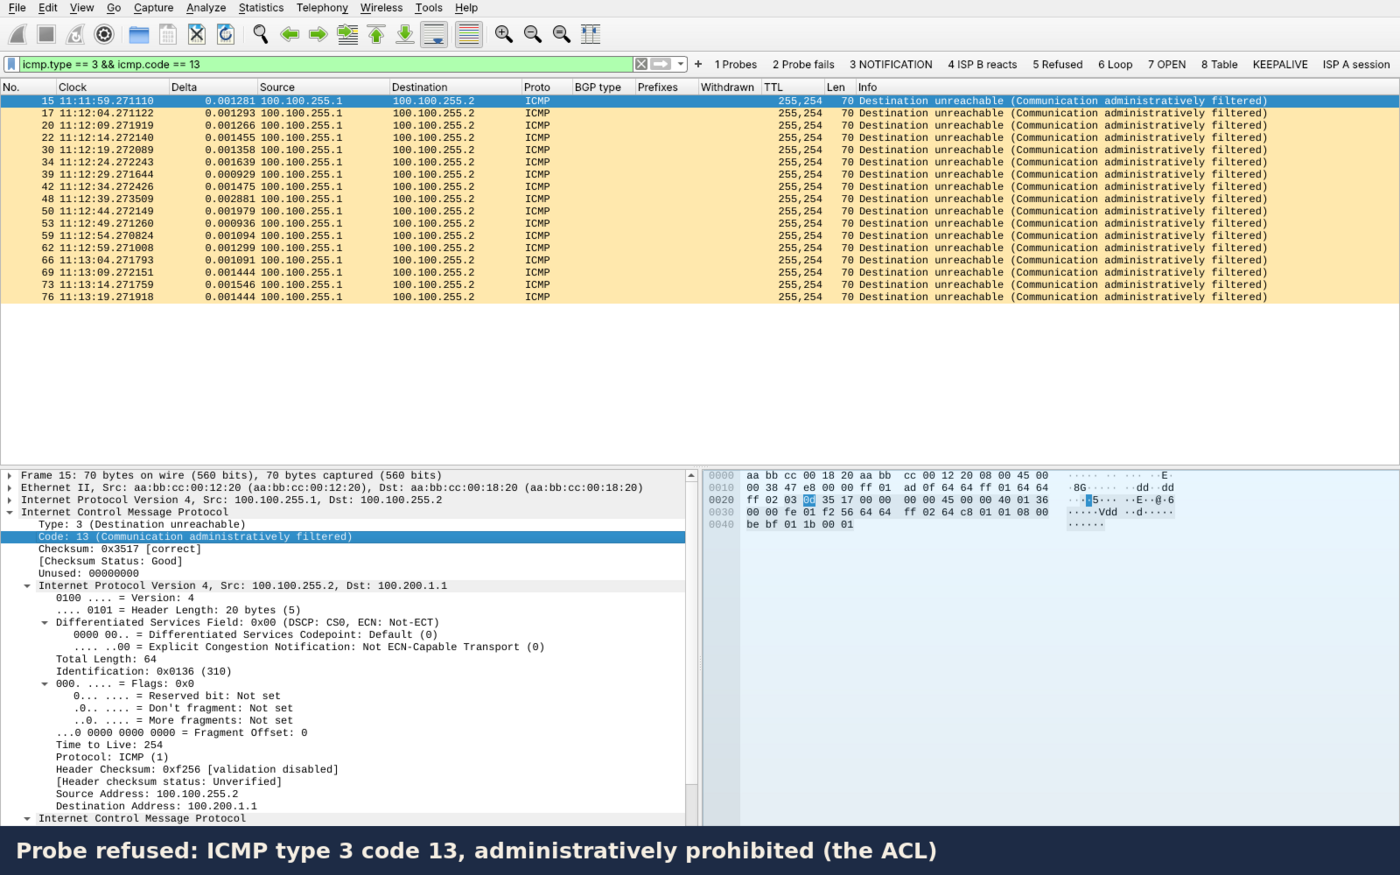 File Edit View Go Capture Analyze Statistics Telephony Wireless Tools Help
icmp.type == 3 && icmp.code == 13 + 1 Probes 2 Probe fails 3 NOTIFICATION 4 ISP B reacts 5 Refused 6 Loop 7 OPEN 8 Table KEEPALIVE ISP A session
No. Clock Delta Source Destination Proto BGP type Prefixes Withdrawn TTL Len Info
15 11:11:59.271110 0.001281 100.100.255.1 100.100.255.2 ICMP 255,254 70 Destination unreachable (Communication administratively filtered)
17 11:12:04.271122 0.001293 100.100.255.1 100.100.255.2 ICMP 255,254 70 Destination unreachable (Communication administratively filtered)
20 11:12:09.271919 0.001266 100.100.255.1 100.100.255.2 ICMP 255,254 70 Destination unreachable (Communication administratively filtered)
22 11:12:14.272140 0.001455 100.100.255.1 100.100.255.2 ICMP 255,254 70 Destination unreachable (Communication administratively filtered)
30 11:12:19.272089 0.001358 100.100.255.1 100.100.255.2 ICMP 255,254 70 Destination unreachable (Communication administratively filtered)
34 11:12:24.272243 0.001639 100.100.255.1 100.100.255.2 ICMP 255,254 70 Destination unreachable (Communication administratively filtered)
39 11:12:29.271644 0.000929 100.100.255.1 100.100.255.2 ICMP 255,254 70 Destination unreachable (Communication administratively filtered)
42 11:12:34.272426 0.001475 100.100.255.1 100.100.255.2 ICMP 255,254 70 Destination unreachable (Communication administratively filtered)
48 11:12:39.273509 0.002881 100.100.255.1 100.100.255.2 ICMP 255,254 70 Destination unreachable (Communication administratively filtered)
50 11:12:44.272149 0.001979 100.100.255.1 100.100.255.2 ICMP 255,254 70 Destination unreachable (Communication administratively filtered)
53 11:12:49.271260 0.000936 100.100.255.1 100.100.255.2 ICMP 255,254 70 Destination unreachable (Communication administratively filtered)
59 11:12:54.270824 0.001094 100.100.255.1 100.100.255.2 ICMP 255,254 70 Destination unreachable (Communication administratively filtered)
62 11:12:59.271008 0.001299 100.100.255.1 100.100.255.2 ICMP 255,254 70 Destination unreachable (Communication administratively filtered)
66 11:13:04.271793 0.001091 100.100.255.1 100.100.255.2 ICMP 255,254 70 Destination unreachable (Communication administratively filtered)
69 11:13:09.272151 0.001444 100.100.255.1 100.100.255.2 ICMP 255,254 70 Destination unreachable (Communication administratively filtered)
73 11:13:14.271759 0.001546 100.100.255.1 100.100.255.2 ICMP 255,254 70 Destination unreachable (Communication administratively filtered)
76 11:13:19.271918 0.001444 100.100.255.1 100.100.255.2 ICMP 255,254 70 Destination unreachable (Communication administratively filtered)
Frame 15: 70 bytes on wire (560 bits), 70 bytes captured (560 bits)
Ethernet II, Src: aa:bb:cc:00:12:20 (aa:bb:cc:00:12:20), Dst: aa:bb:cc:00:18:20 (aa:bb:cc:00:18:20)
Internet Protocol Version 4, Src: 100.100.255.1, Dst: 100.100.255.2
Internet Control Message Protocol
Type: 3 (Destination unreachable)
Code: 13 (Communication administratively filtered)
Checksum: 0x3517 [correct]
[Checksum Status: Good]
Unused: 00000000
Internet Protocol Version 4, Src: 100.100.255.2, Dst: 100.200.1.1
0100 .... = Version: 4
.... 0101 = Header Length: 20 bytes (5)
Differentiated Services Field: 0x00 (DSCP: CS0, ECN: Not-ECT)
0000 00.. = Differentiated Services Codepoint: Default (0)
.... ..00 = Explicit Congestion Notification: Not ECN-Capable Transport (0)
Total Length: 64
Identification: 0x0136 (310)
000. .... = Flags: 0x0
0... .... = Reserved bit: Not set
.0.. .... = Don't fragment: Not set
..0. .... = More fragments: Not set
...0 0000 0000 0000 = Fragment Offset: 0
Time to Live: 254
Protocol: ICMP (1)
Header Checksum: 0xf256 [validation disabled]
[Header checksum status: Unverified]
Source Address: 100.100.255.2
Destination Address: 100.200.1.1
Internet Control Message Protocol
0000 aa bb cc 00 18 20 aa bb cc 00 12 20 08 00 45 00 ·····  ·· ·····  ··E·
0010 00 38 47 e8 00 00 ff 01 ad 0f 64 64 ff 01 64 64 ·8G····· ··dd··dd
0020 ff 02 03 0d 35 17 00 00 00 00 45 00 00 40 01 36 ····5··· ··E··@·6
0030 00 00 fe 01 f2 56 64 64 ff 02 64 c8 01 01 08 00 ·····Vdd ··d·····
0040 be bf 01 1b 00 01 ······
Probe refused: ICMP type 3 code 13, administratively prohibited (the ACL)